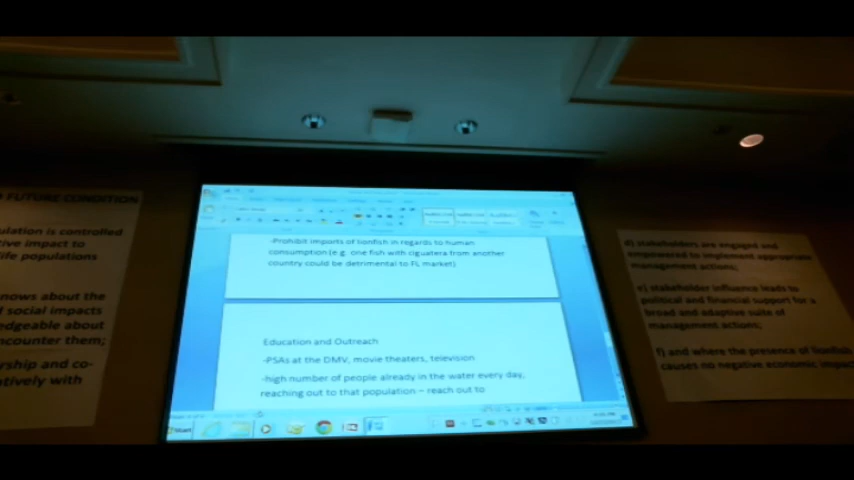 FUTURE CONDITION
ulation is controlled
tive impact to
life populations
nows about the
social impacts
edgeable about
ncounter them;
rship and co-
atively with
-Prohibit imports of lionfish in regards to human
consumption (e.g. one fish with ciguatera from another
country could be detrimental to FL market)
Education and Outreach
-PSAs at the DMV, movie theaters, television
-high number of people already in the water every day,
reaching out to that population – reach out to
Start
d) stakeholders are engaged and
empowered to implement appropriate
management actions;
e) stakeholder influence leads to
political and financial support for a
broad and adaptive suite of
management actions;
f) and where the presence of lionfish
causes no negative economic impact